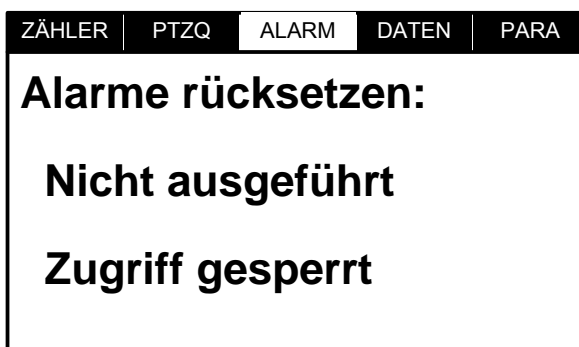 ZÄHLER PTZQ ALARM DATEN PARA
Alarme rücksetzen:
Nicht ausgeführt
Zugriff gesperrt